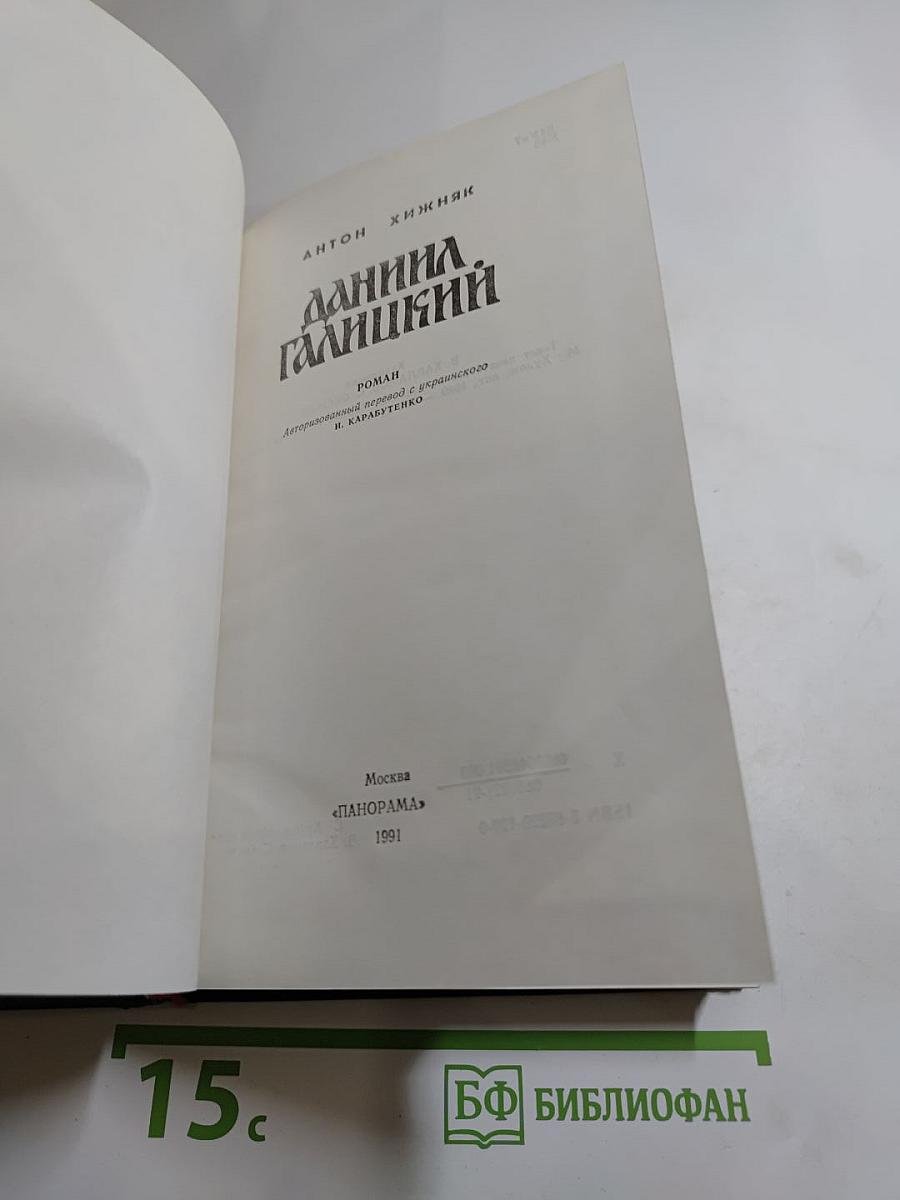 АНТОН ХИЖНЯК
ДАНИИЛ
ГАЛИЦКИЙ
РОМАН
Авторизованный перевод с украинского
И. КАРАБУТЕНКО
Москва
«ПАНОРАМА»
1991
15с
БФ БИБЛИОФАН